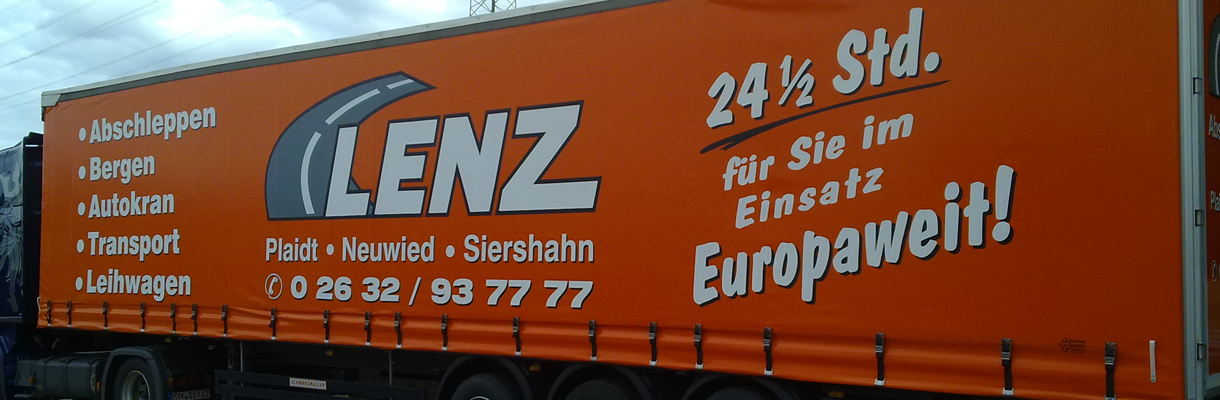 • Abschleppen
• Bergen
• Autokran
• Transport
• Leihwagen
LENZ
Plaidt • Neuwied • Siershahn
✆ 0 26 32 / 93 77 77
24 ½ Std.
für Sie im
Einsatz
Europaweit!
SCHWARZMÜLLER